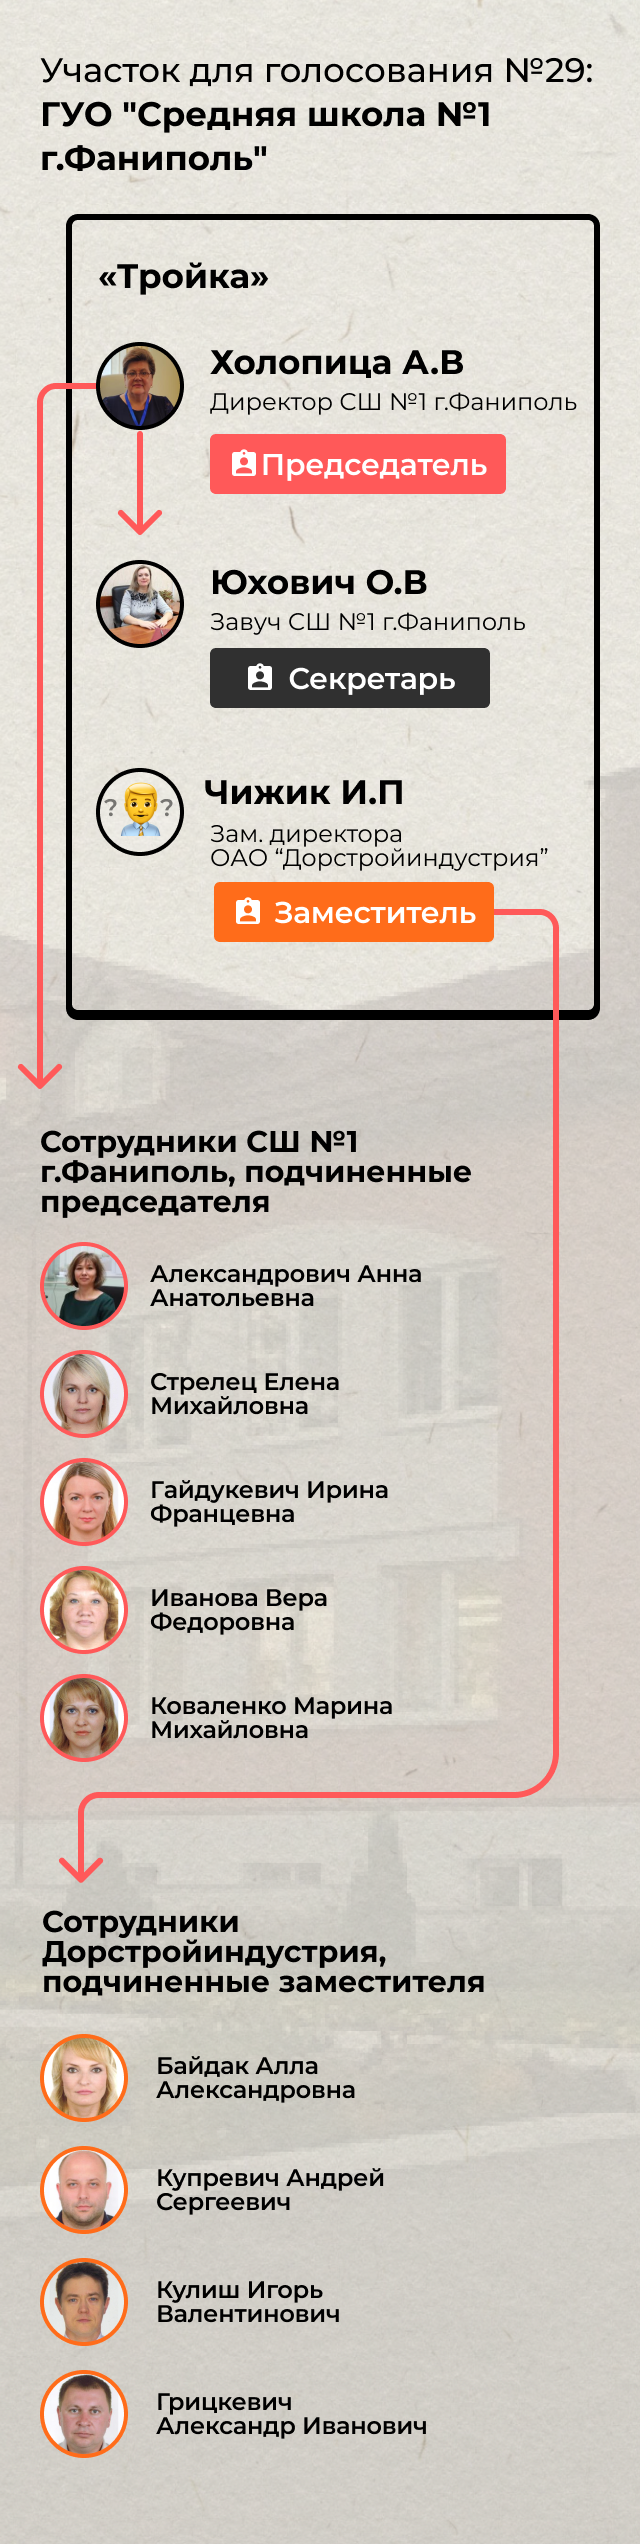 Участок для голосования №29:
ГУО "Средняя школа №1
г.Фаниполь"
«Тройка»
Холопица А.В
Директор СШ №1 г.Фаниполь
Председатель
Юхович О.В
Завуч СШ №1 г.Фаниполь
Секретарь
? ?
Чижик И.П
Зам. директора
ОАО “Дорстройиндустрия”
Заместитель
Сотрудники СШ №1
г.Фаниполь, подчиненные
председателя
Александрович Анна
Анатольевна
Стрелец Елена
Михайловна
Гайдукевич Ирина
Францевна
Иванова Вера
Федоровна
Коваленко Марина
Михайловна
Сотрудники
Дорстройиндустрия,
подчиненные заместителя
Байдак Алла
Александровна
Купревич Андрей
Сергеевич
Кулиш Игорь
Валентинович
Грицкевич
Александр Иванович